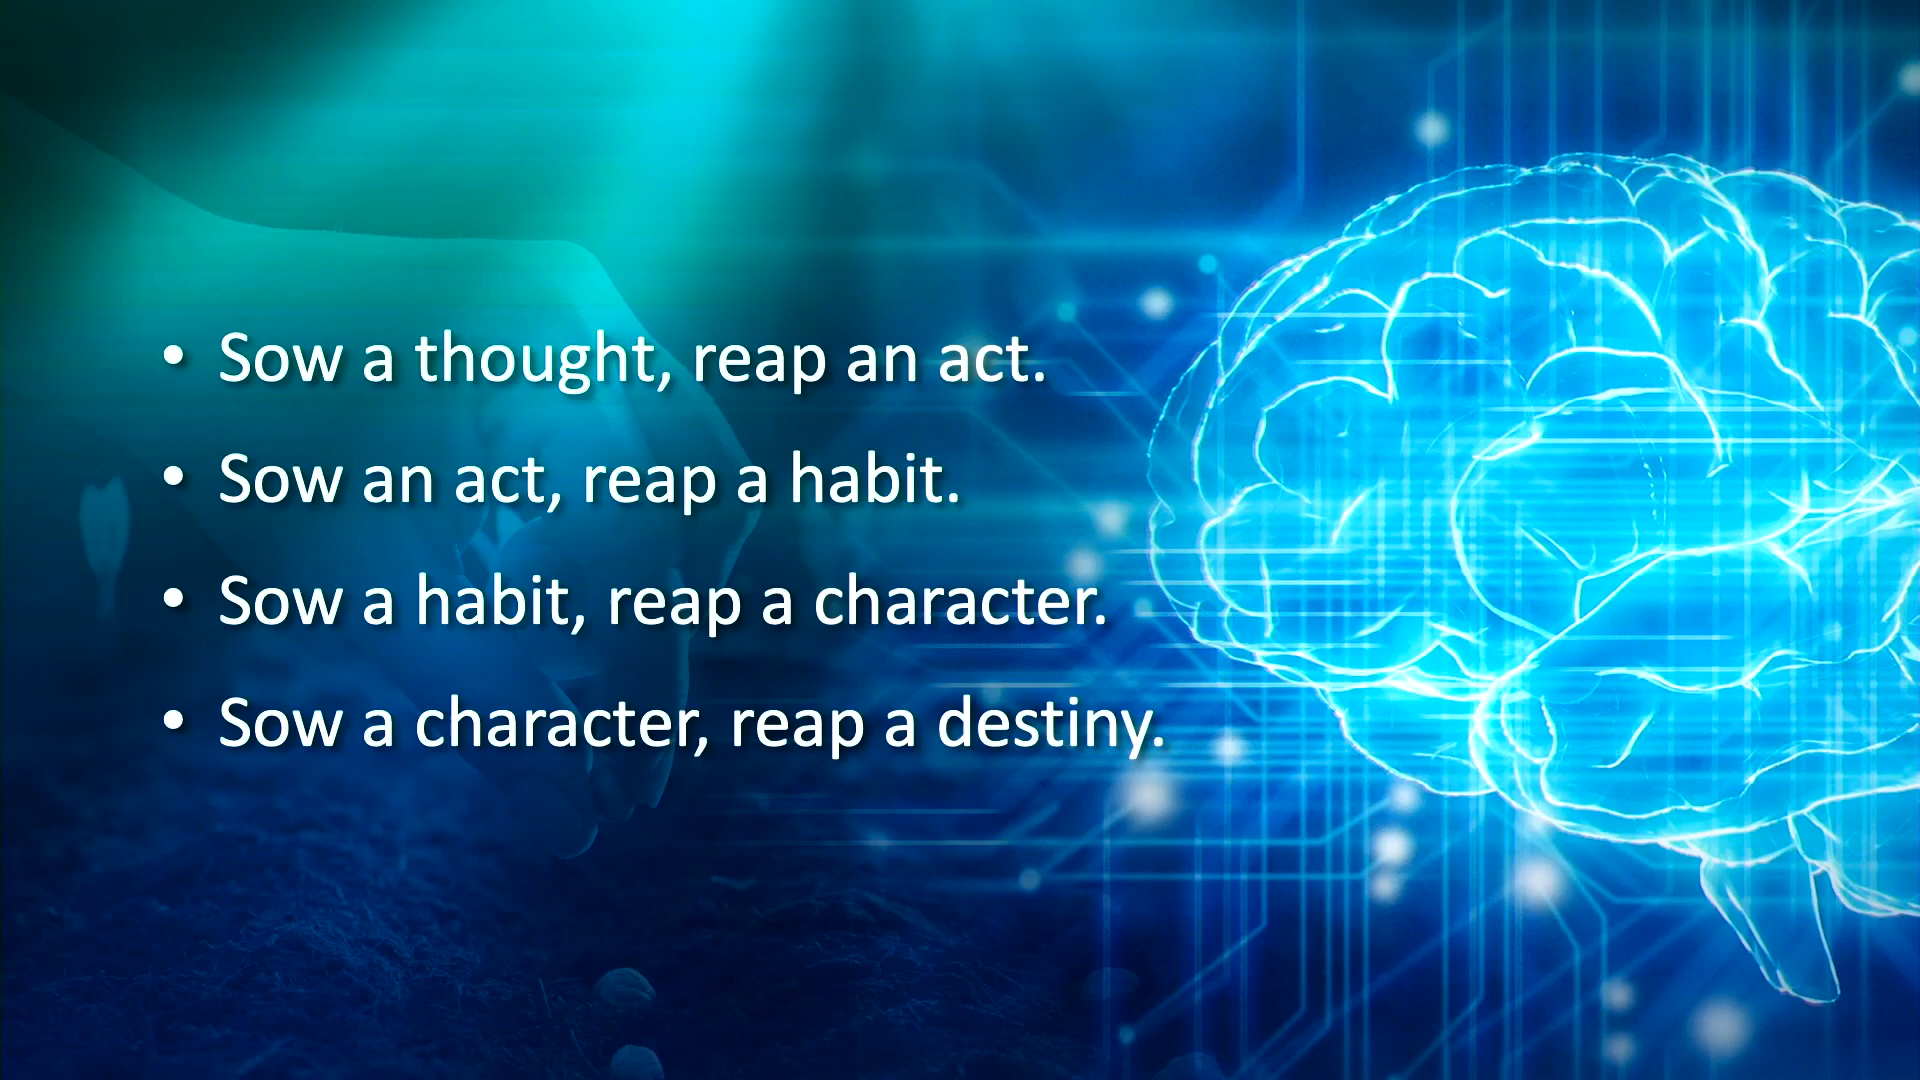 • Sow a thought, reap an act.
• Sow an act, reap a habit.
• Sow a habit, reap a character.
• Sow a character, reap a destiny.